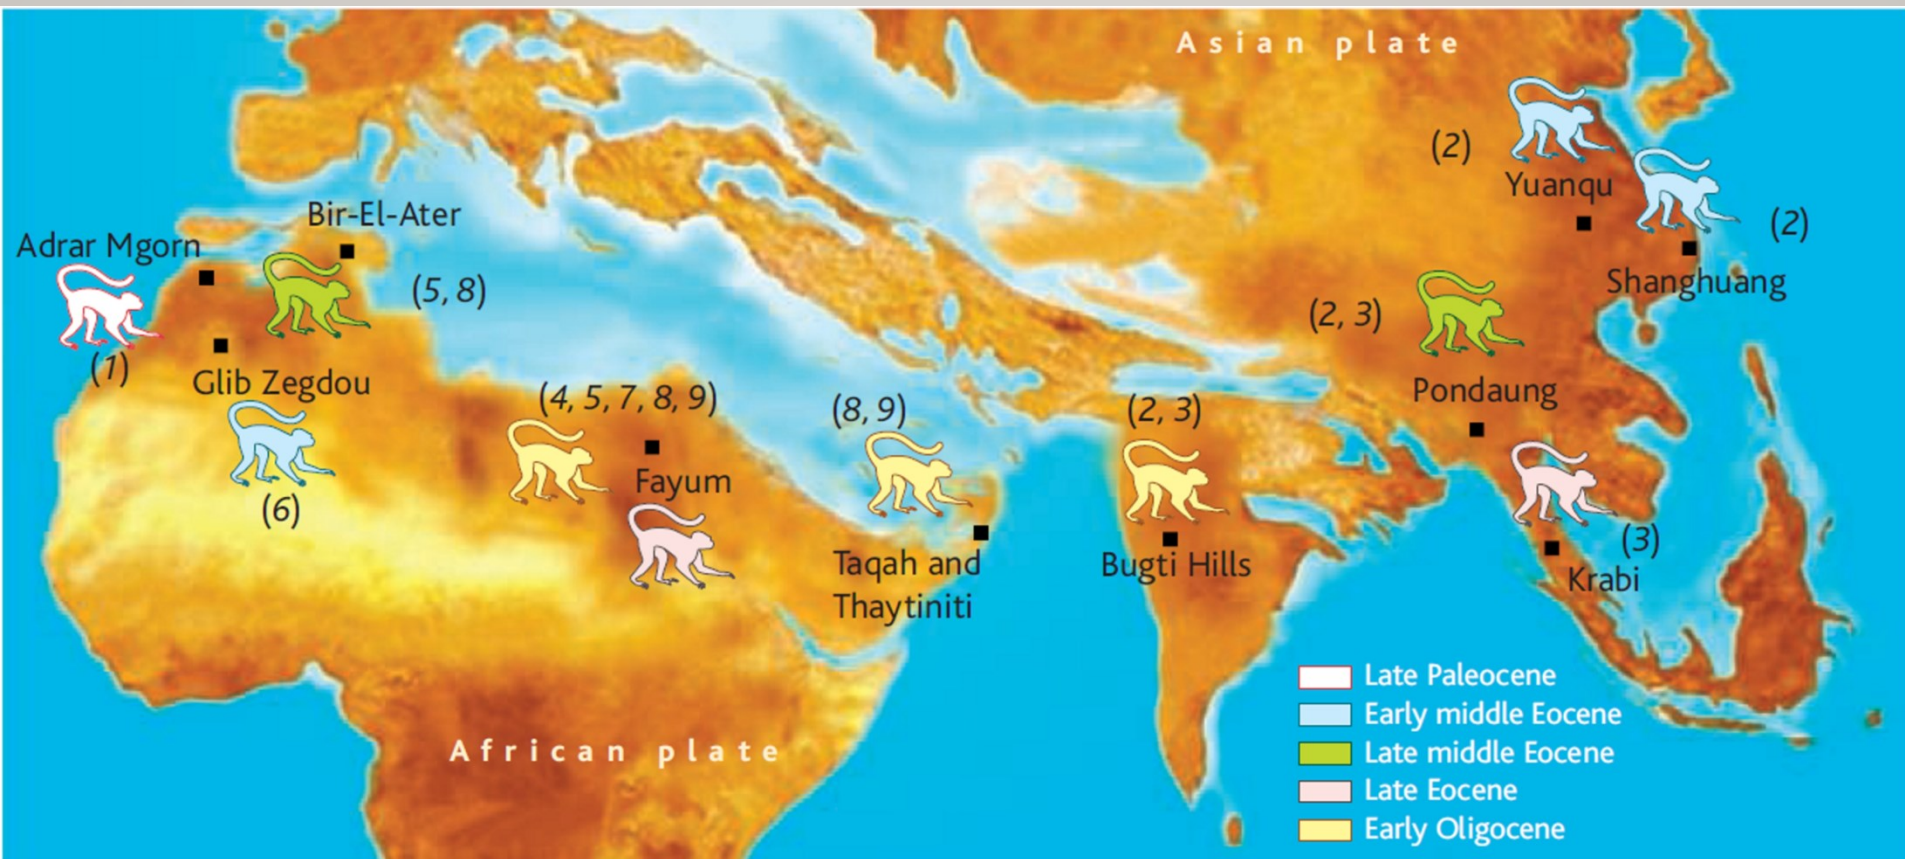 Asian plate
(2)
Yuanqu
(2)
Shanghuang
Bir-El-Ater
Adrar Mgorn
(5, 8)
(1)
Glib Zegdou
(6)
(2, 3)
Pondaung
(4, 5, 7, 8, 9)
Fayum
(8, 9)
Taqah and
Thaytiniti
(2, 3)
Bugti Hills
(3)
Krabi
African plate
Late Paleocene
Early middle Eocene
Late middle Eocene
Late Eocene
Early Oligocene